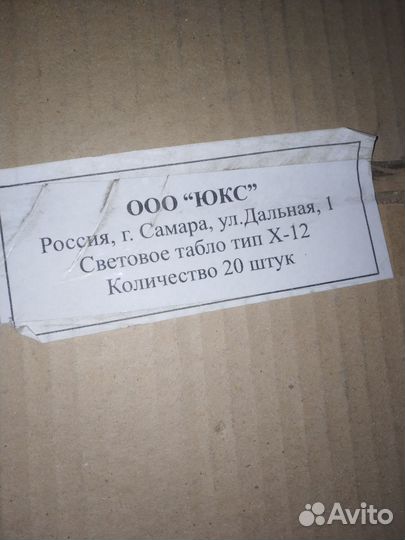 ООО “ЮКС”
Россия, г. Самара, ул.Дальная, 1
Световое табло тип Х-12
Количество 20 штук
Avito